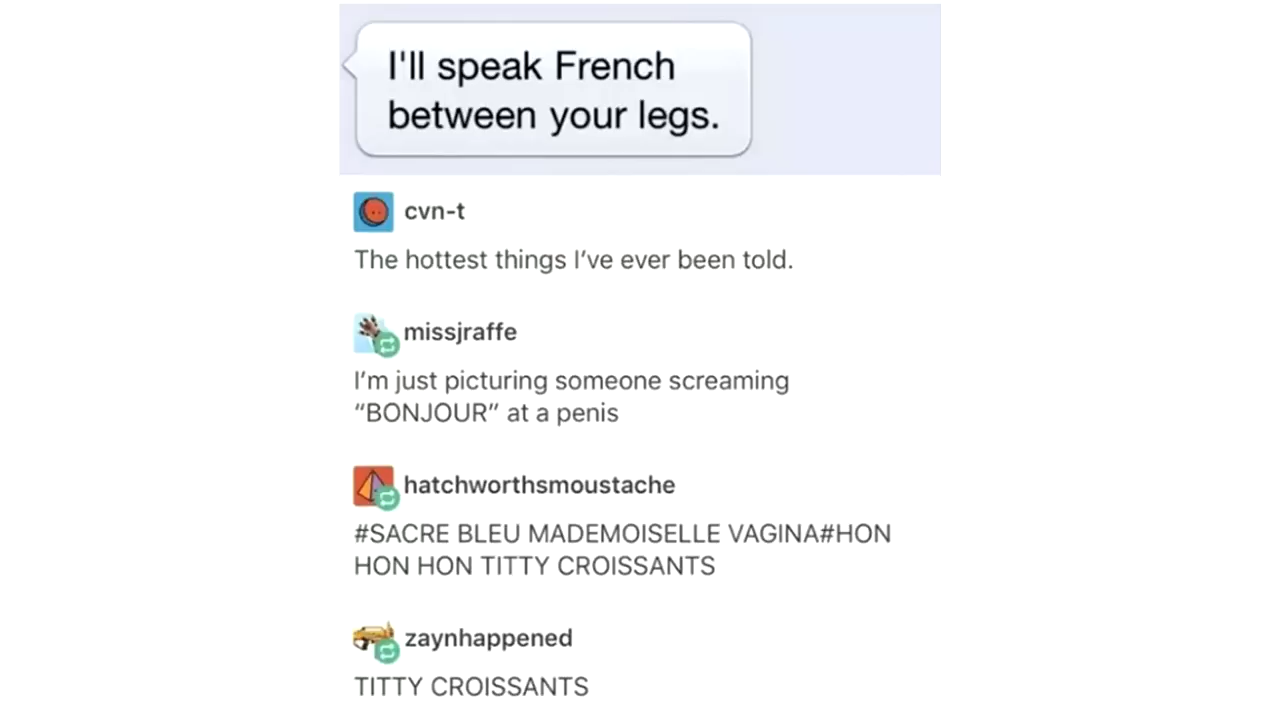 I'll speak French
between your legs.
cvn-t
The hottest things I’ve ever been told.
missjraffe
I’m just picturing someone screaming
“BONJOUR” at a penis
hatchworthsmoustache
#SACRE BLEU MADEMOISELLE VAGINA#HON
HON HON TITTY CROISSANTS
zaynhappened
TITTY CROISSANTS